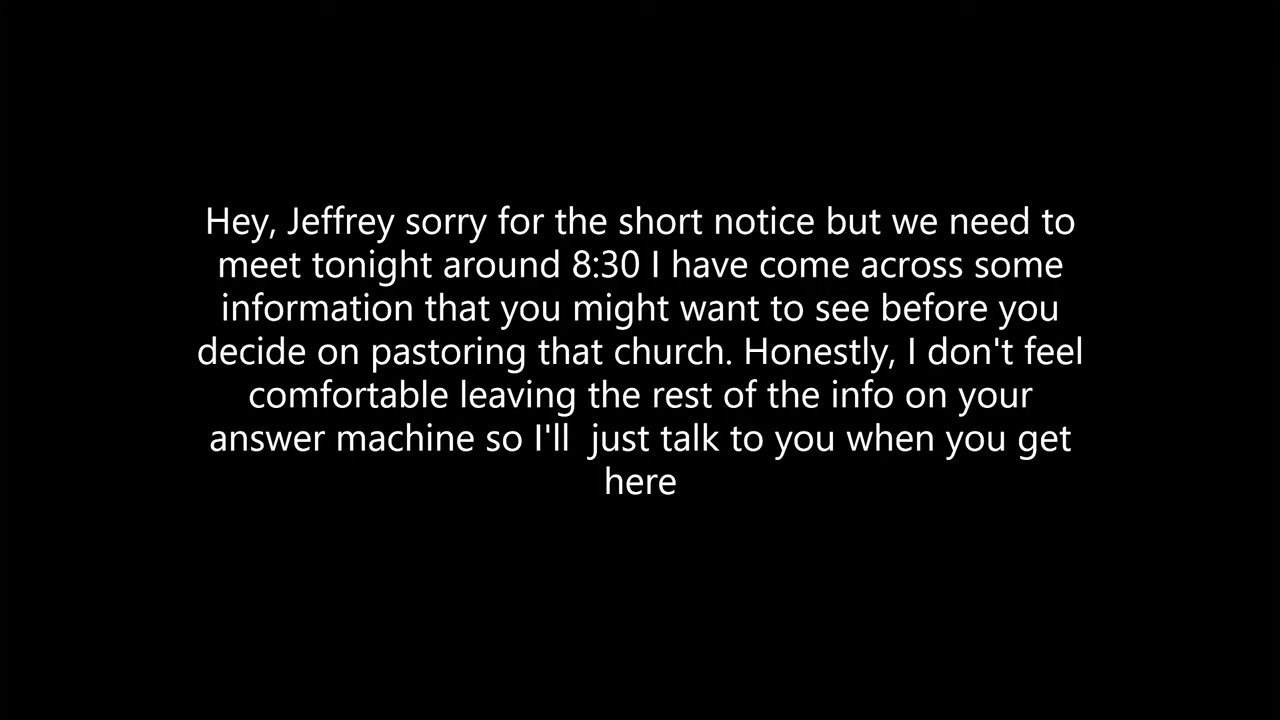 Hey, Jeffrey sorry for the short notice but we need to
meet tonight around 8:30 I have come across some
information that you might want to see before you
decide on pastoring that church. Honestly, I don't feel
comfortable leaving the rest of the info on your
answer machine so I'll  just talk to you when you get
here